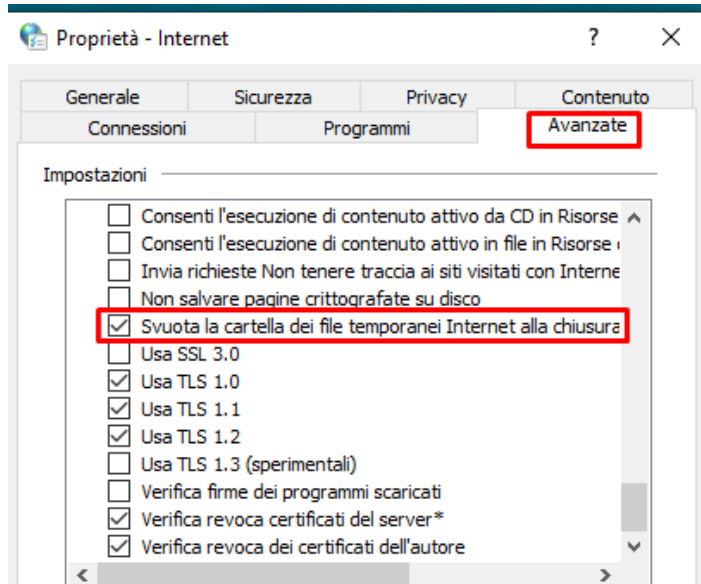 Proprietà - Internet ? ×
Generale Sicurezza Privacy Contenuto
Connessioni Programmi Avanzate
Impostazioni
Consenti l'esecuzione di contenuto attivo da CD in Risorse
Consenti l'esecuzione di contenuto attivo in file in Risorse
Invia richieste Non tenere traccia ai siti visitati con Interne
Non salvare pagine crittografate su disco
Svuota la cartella dei file temporanei Internet alla chiusura
Usa SSL 3.0
Usa TLS 1.0
Usa TLS 1.1
Usa TLS 1.2
Usa TLS 1.3 (sperimentali)
Verifica firme dei programmi scaricati
Verifica revoca certificati del server*
Verifica revoca dei certificati dell'autore